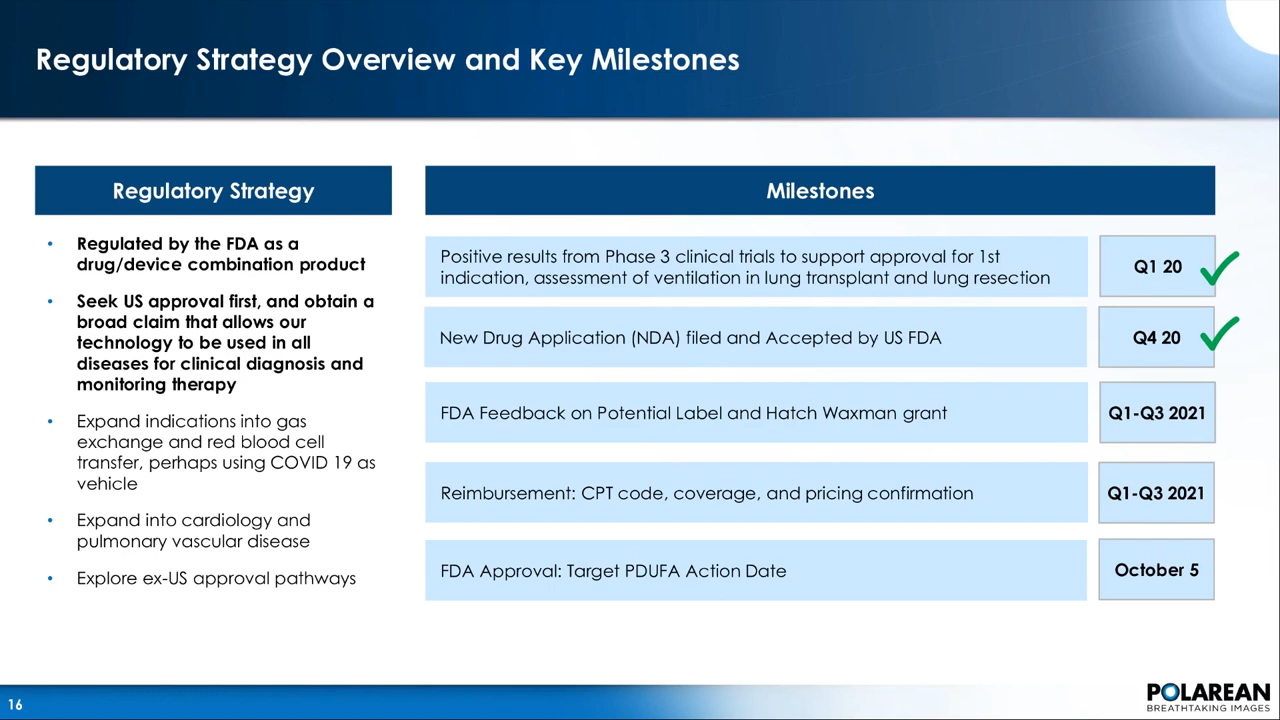 Regulatory Strategy Overview and Key Milestones
Regulatory Strategy
• Regulated by the FDA as a
drug/device combination product
• Seek US approval first, and obtain a
broad claim that allows our
technology to be used in all
diseases for clinical diagnosis and
monitoring therapy
• Expand indications into gas
exchange and red blood cell
transfer, perhaps using COVID 19 as
vehicle
• Expand into cardiology and
pulmonary vascular disease
• Explore ex-US approval pathways
Milestones
Positive results from Phase 3 clinical trials to support approval for 1st
indication, assessment of ventilation in lung transplant and lung resection
Q1 20
New Drug Application (NDA) filed and Accepted by US FDA
Q4 20
FDA Feedback on Potential Label and Hatch Waxman grant
Q1-Q3 2021
Reimbursement: CPT code, coverage, and pricing confirmation
Q1-Q3 2021
FDA Approval: Target PDUFA Action Date
October 5
16
POLAREAN
BREATHTAKING IMAGES